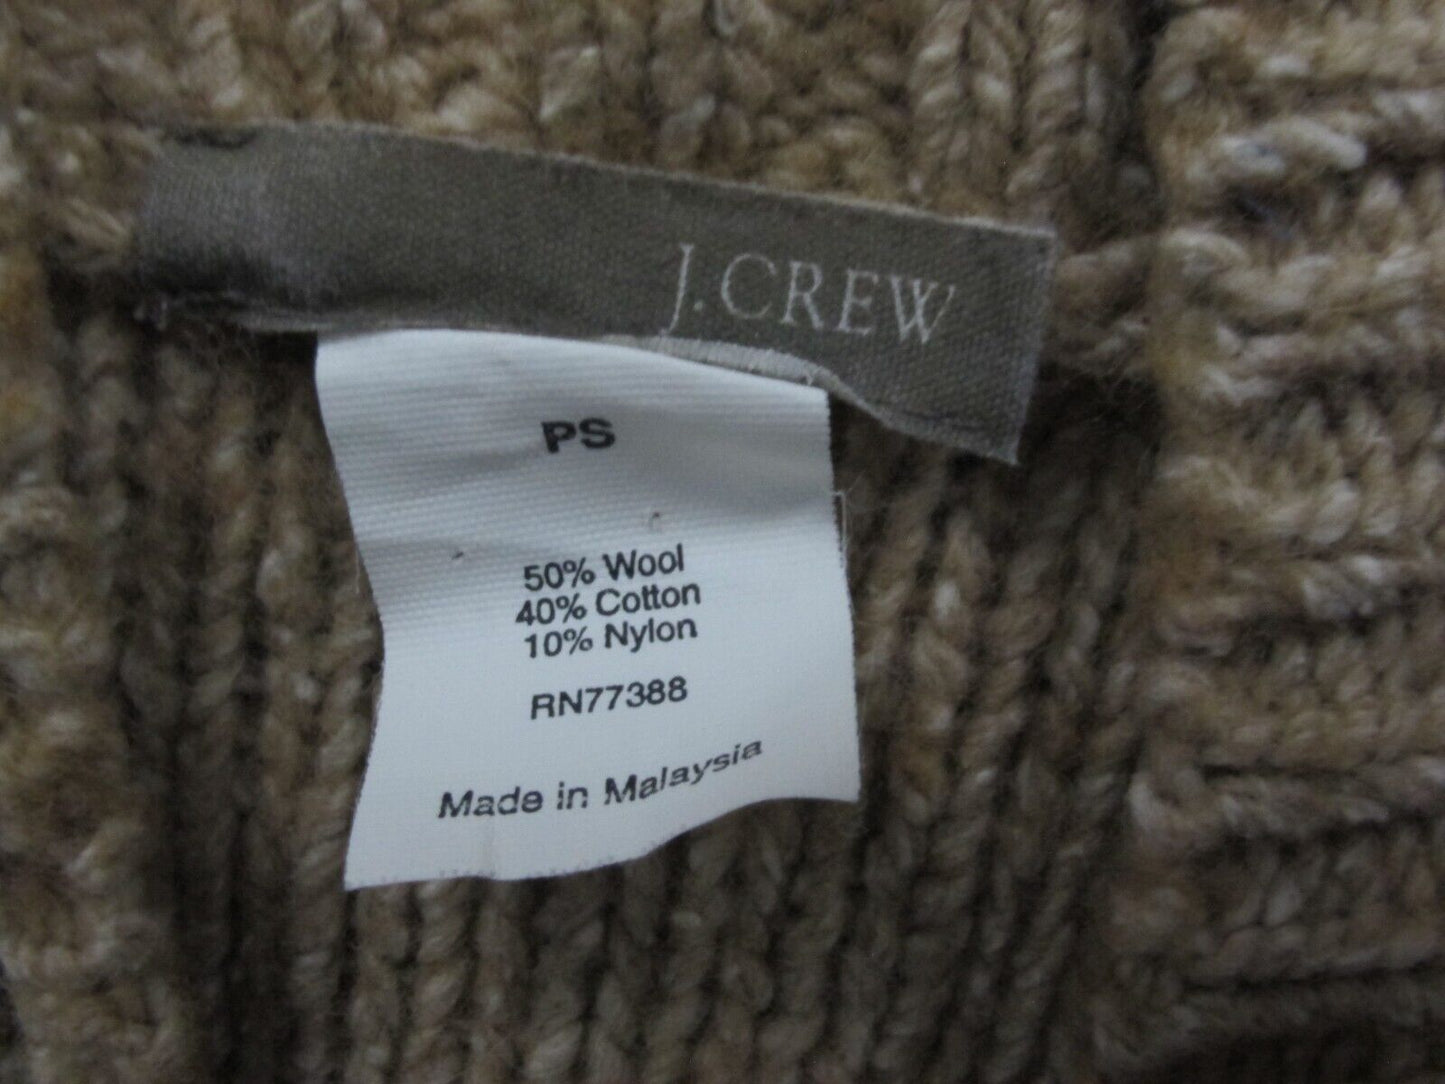 J.CREW
PS
50% Wool
40% Cotton
10% Nylon
RN77388
Made in Malaysia